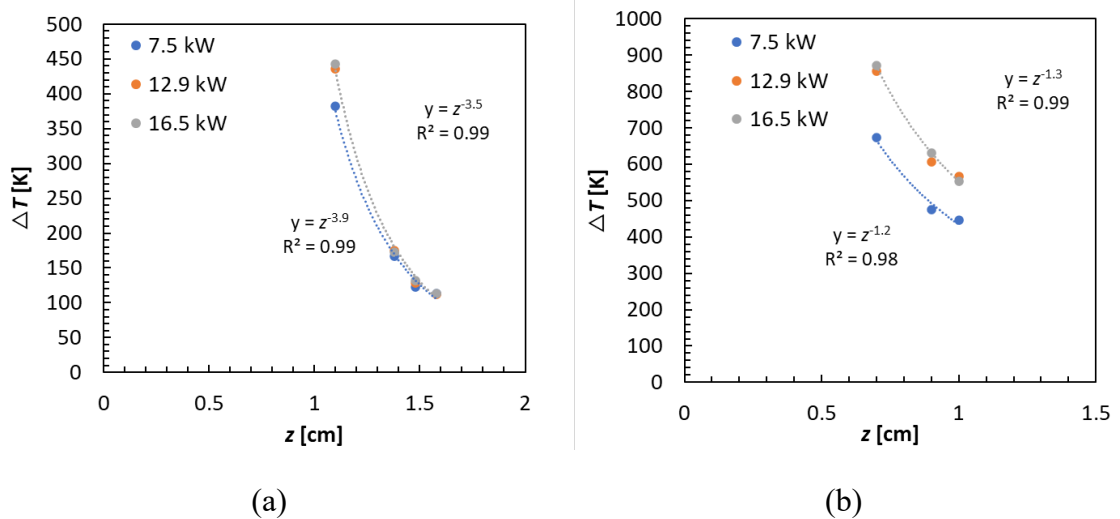 500
450
400
350
300
250
200
150
100
50
0
△T [K]
7.5 kW
12.9 kW
16.5 kW
y = z^-3.5
R² = 0.99
y = z^-3.9
R² = 0.99
0 0.5 1 1.5 2
z [cm]
(a)
1000
900
800
700
600
500
400
300
200
100
0
△T [K]
7.5 kW
12.9 kW
16.5 kW
y = z^-1.3
R² = 0.99
y = z^-1.2
R² = 0.98
0 0.5 1 1.5
z [cm]
(b)